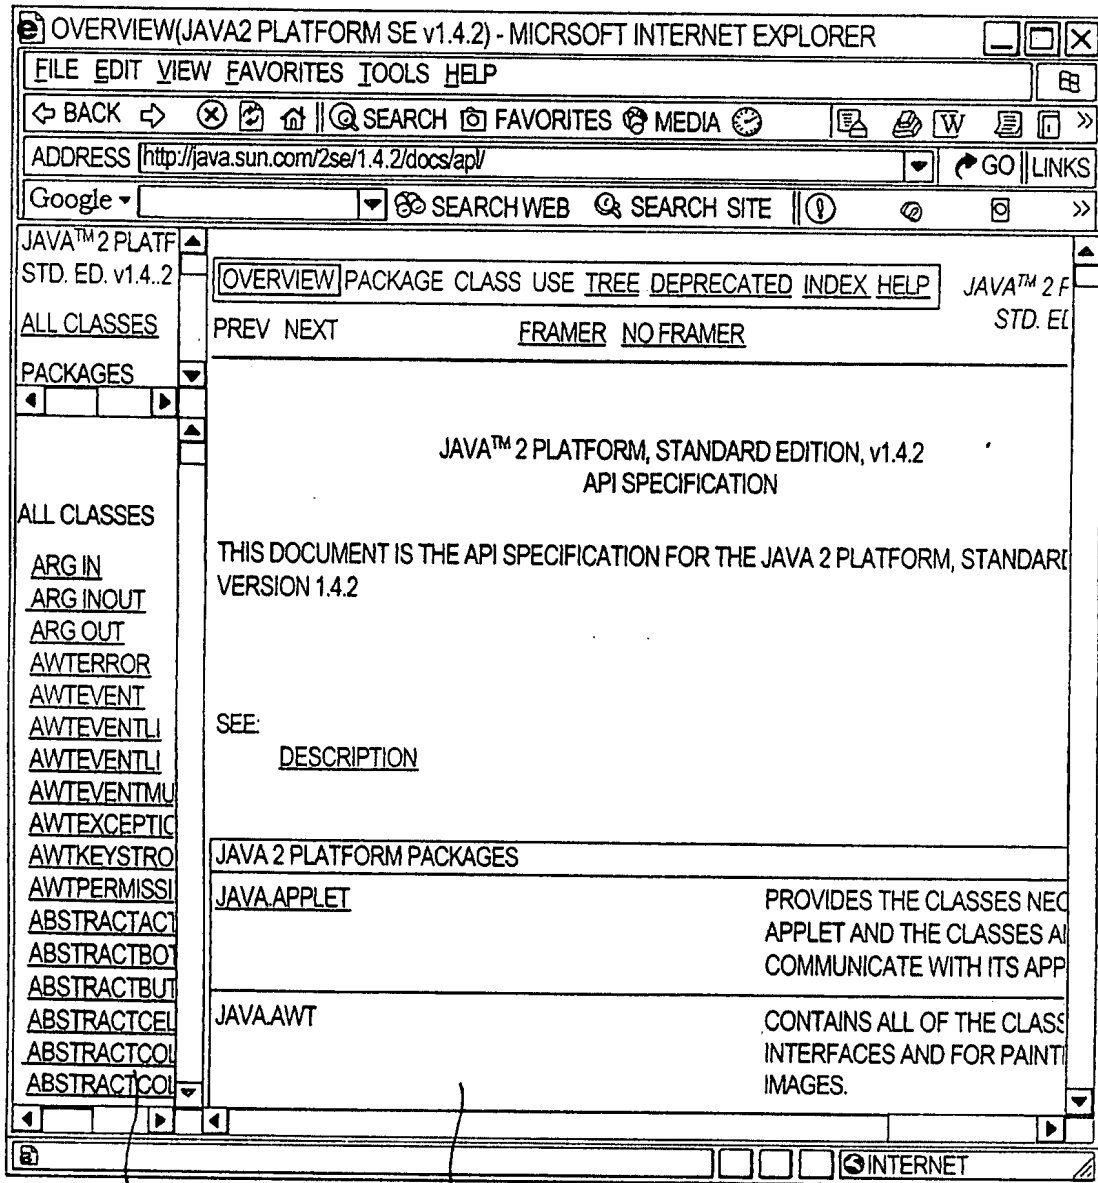 OVERVIEW(JAVA2 PLATFORM SE v1.4.2) - MICRSOFT INTERNET EXPLORER
FILE EDIT VIEW FAVORITES TOOLS HELP
BACK SEARCH FAVORITES MEDIA W »
ADDRESS http://java.sun.com/2se/1.4.2/docs/apl/ GO LINKS
Google SEARCH WEB SEARCH SITE »
JAVA™ 2 PLATF
STD. ED. v1.4..2
ALL CLASSES
PACKAGES
OVERVIEW PACKAGE CLASS USE TREE DEPRECATED INDEX HELP
JAVA™ 2 P
STD. ED
PREV NEXT FRAMER NO FRAMER
JAVA™ 2 PLATFORM, STANDARD EDITION, v1.4.2
API SPECIFICATION
THIS DOCUMENT IS THE API SPECIFICATION FOR THE JAVA 2 PLATFORM, STANDARD
VERSION 1.4.2
SEE:
DESCRIPTION
JAVA 2 PLATFORM PACKAGES
JAVA.APPLET
PROVIDES THE CLASSES NEC
APPLET AND THE CLASSES A
COMMUNICATE WITH ITS APP
JAVA.AWT
CONTAINS ALL OF THE CLASS
INTERFACES AND FOR PAINTI
IMAGES.
ALL CLASSES
ARG IN
ARG INOUT
ARG OUT
AWTERROR
AWTEVENT
AWTEVENTLI
AWTEVENTLI
AWTEVENTMU
AWTEXCEPTIC
AWTKEYSTRO
AWTPERMISSI
ABSTRACTACT
ABSTRACTBOT
ABSTRACTBUT
ABSTRACTCEL
ABSTRACTCOL
ABSTRACTCOL
INTERNET